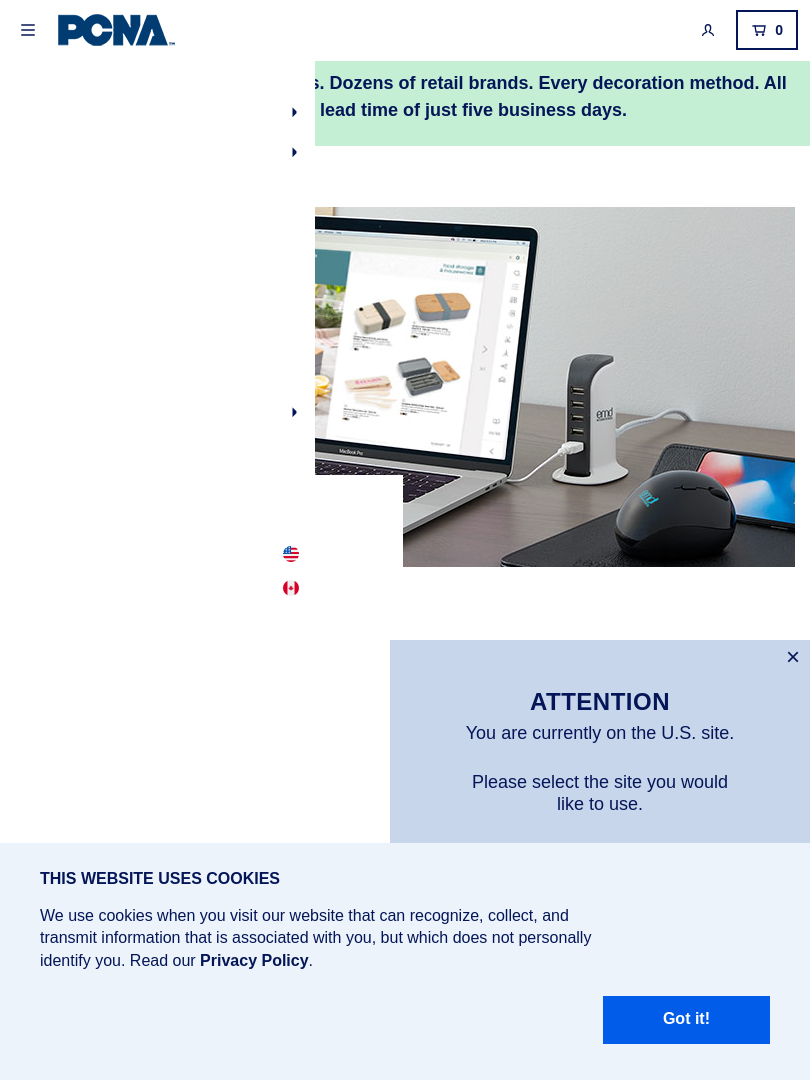 PCNA
0
s. Dozens of retail brands. Every decoration method. All
lead time of just five business days.
food storage
& housewares
MacBook Pro
emd
ATTENTION
You are currently on the U.S. site.
Please select the site you would
like to use.
THIS WEBSITE USES COOKIES
We use cookies when you visit our website that can recognize, collect, and
transmit information that is associated with you, but which does not personally
identify you. Read our Privacy Policy.
Got it!